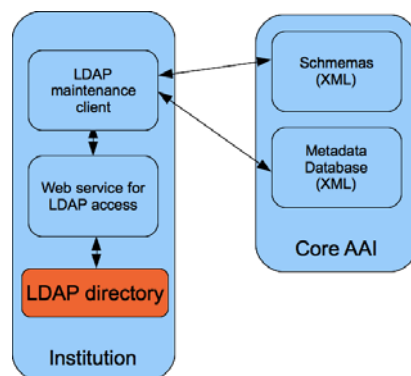 LDAP
maintenance
client
Web service for
LDAP access
LDAP directory
Institution
Schmemas
(XML)
Metadata
Database
(XML)
Core AAI